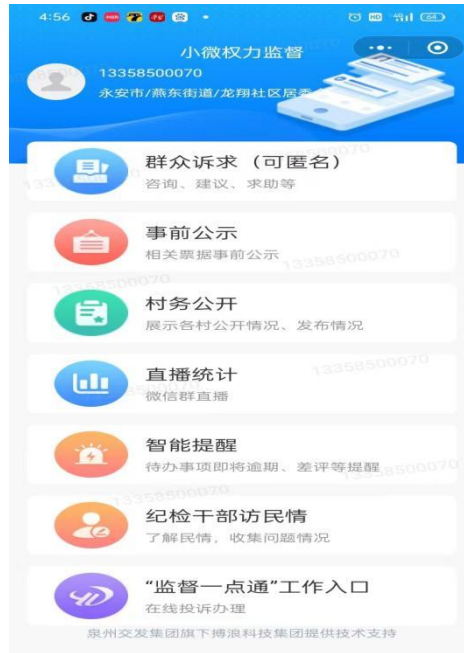 4:56
HD
64
小微权力监督
13358500070
永安市/燕东街道/龙翔社区居委
群众诉求（可匿名）
咨询、建议、求助等
事前公示
相关票据事前公示
13358500070
村务公开
展示各村公开情况、发布情况
直播统计
13358500070
微信群直播
智能提醒
待办事项即将逾期、差评等提醒
13358500070
纪检干部访民情
了解民情，收集问题情况
“监督一点通”工作入口
在线投诉办理
泉州交发集团旗下搏浪科技集团提供技术支持